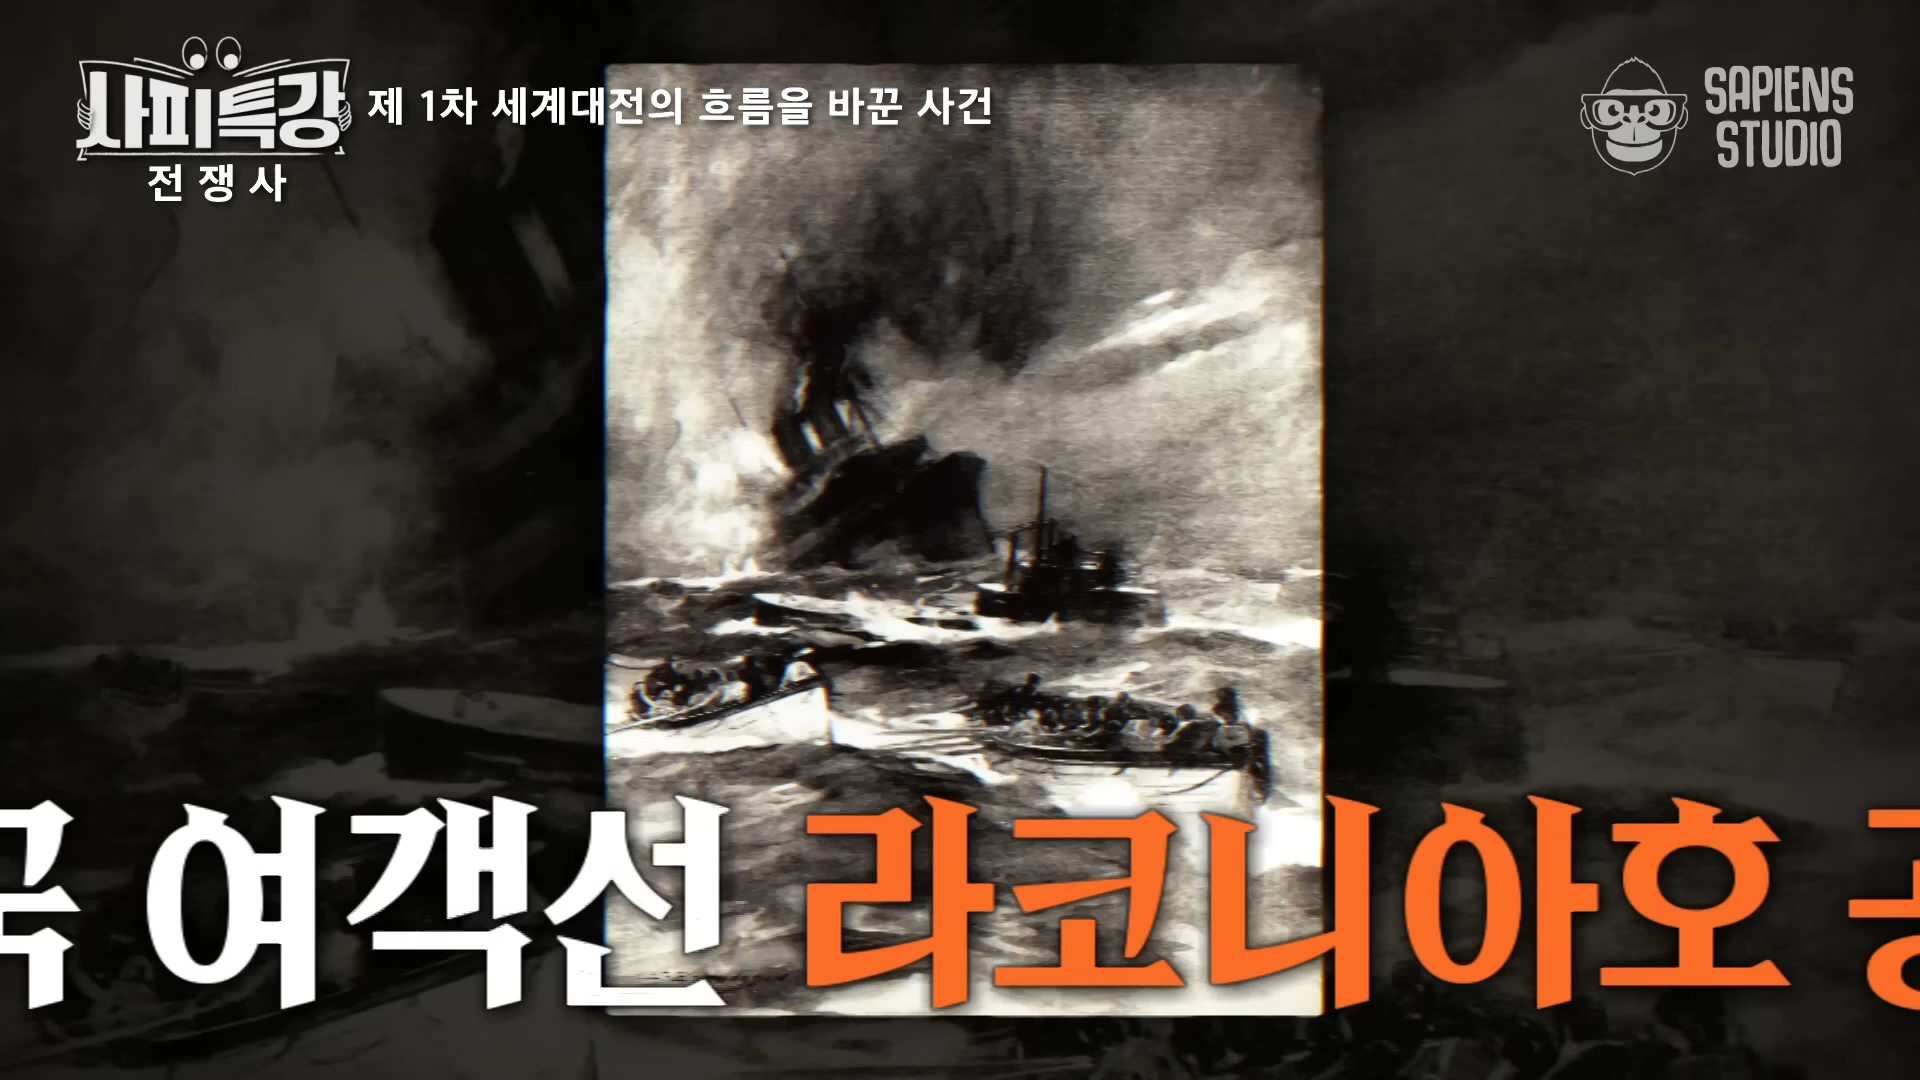 사피특강
전쟁사
제 1차 세계대전의 흐름을 바꾼 사건
SAPIENS
STUDIO
여객선 라코니아호